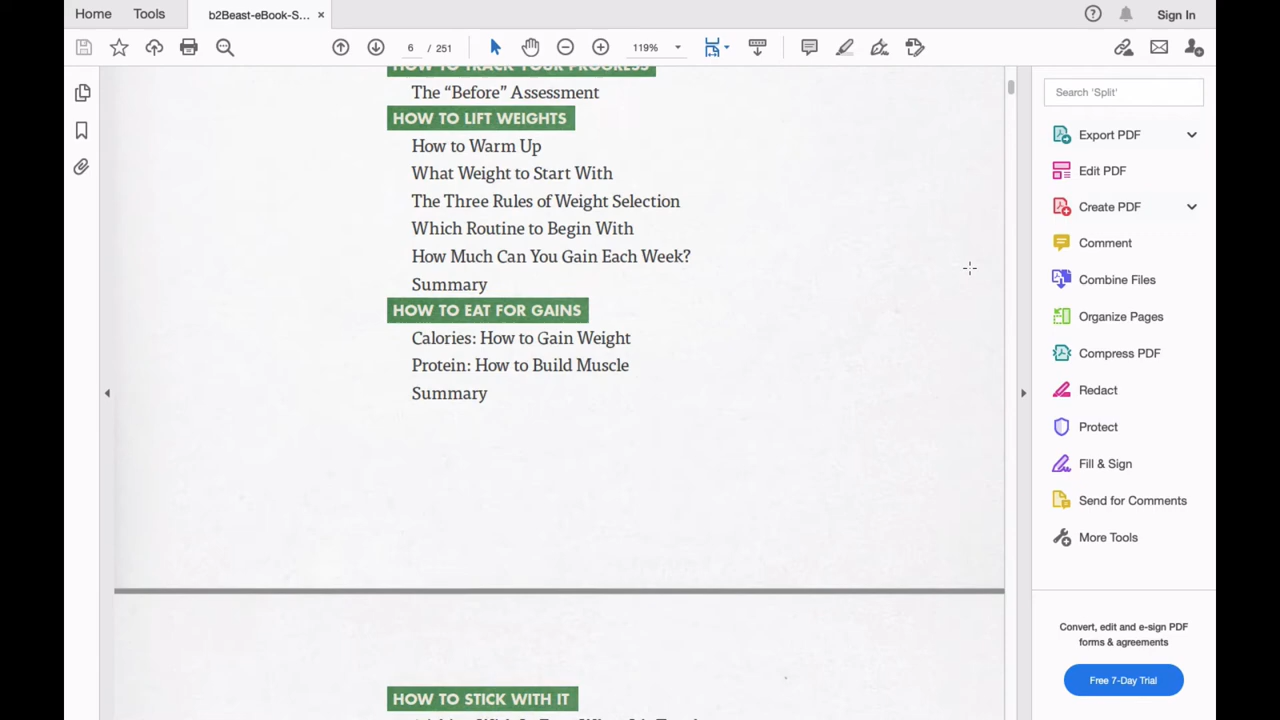 Home Tools b2Beast-eBook-S... × Sign In
6 / 251 119%
HOW TO TRACK YOUR PROGRESS
The “Before” Assessment
HOW TO LIFT WEIGHTS
How to Warm Up
What Weight to Start With
The Three Rules of Weight Selection
Which Routine to Begin With
How Much Can You Gain Each Week?
Summary
HOW TO EAT FOR GAINS
Calories: How to Gain Weight
Protein: How to Build Muscle
Summary
HOW TO STICK WITH IT
Search 'Split'
Export PDF
Edit PDF
Create PDF
Comment
Combine Files
Organize Pages
Compress PDF
Redact
Protect
Fill & Sign
Send for Comments
More Tools
Convert, edit and e-sign PDF
forms & agreements
Free 7-Day Trial